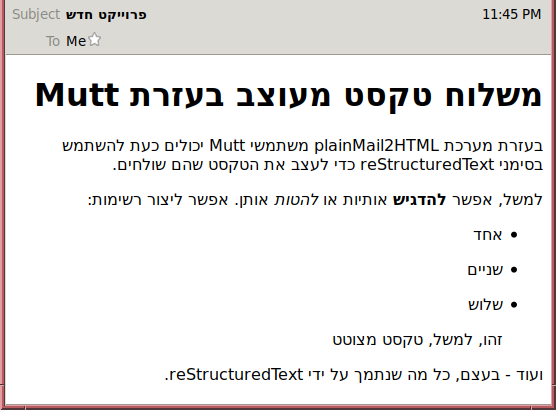 Subject פרוייקט חדש 11:45 PM
To Me
משלוח טקסט מעוצב בעזרת Mutt
בעזרת מערכת plainMail2HTML משתמשי Mutt יכולים כעת להשתמש
בסימני reStructuredText כדי לעצב את הטקסט שהם שולחים.
למשל, אפשר להדגיש אותיות או להטות אותן. אפשר ליצור רשימות:
• אחד
• שניים
• שלוש
זהו, למשל, טקסט מצוטט
ועוד - בעצם, כל מה שנתמך על ידי reStructuredText.